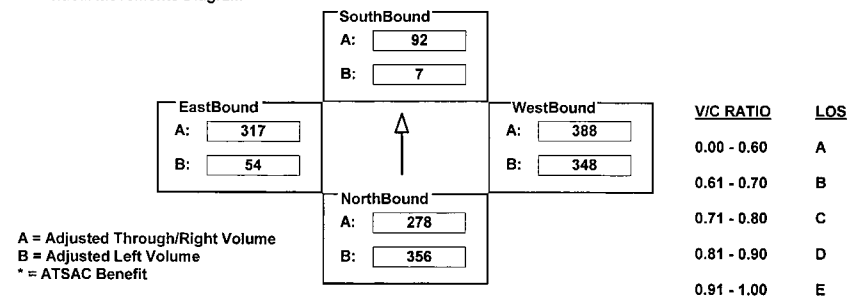 SouthBound
A: 92
B: 7
EastBound
A: 317
B: 54
WestBound
A: 388
B: 348
NorthBound
A: 278
B: 356
A = Adjusted Through/Right Volume
B = Adjusted Left Volume
* = ATSAC Benefit
V/C RATIO LOS
0.00 - 0.60 A
0.61 - 0.70 B
0.71 - 0.80 C
0.81 - 0.90 D
0.91 - 1.00 E